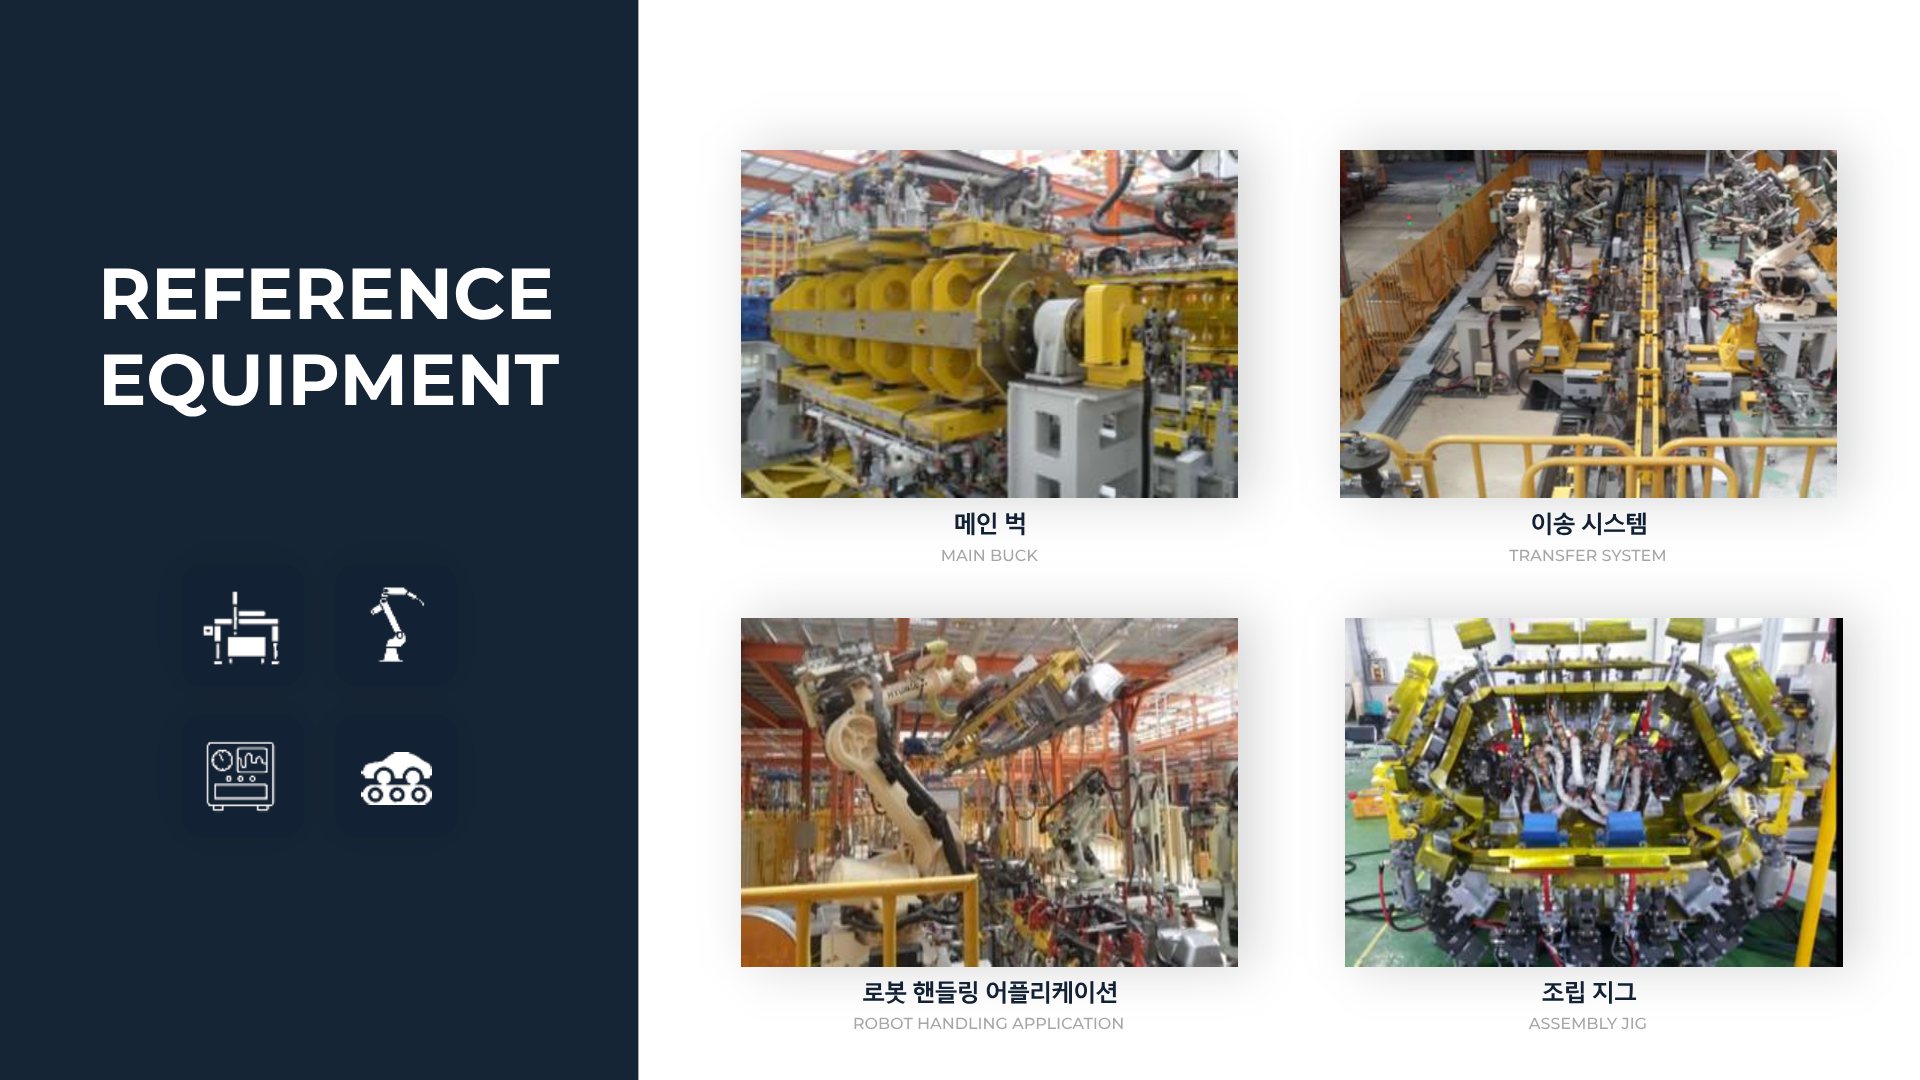 REFERENCE
EQUIPMENT
메인 벅
MAIN BUCK
이송 시스템
TRANSFER SYSTEM
로봇 핸들링 어플리케이션
ROBOT HANDLING APPLICATION
조립 지그
ASSEMBLY JIG